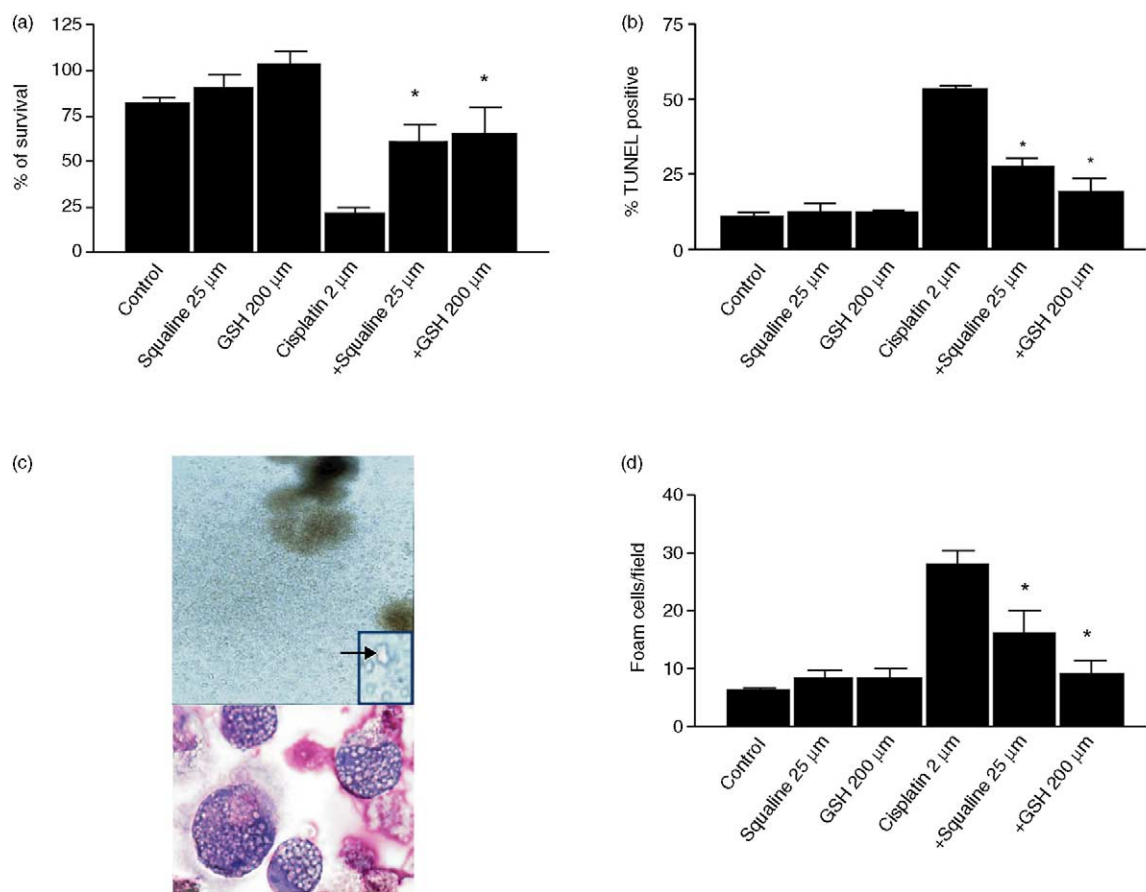 (a)
125
100
75
50
25
0
% of survival
*
*
Control
Squaline 25 µm
GSH 200 µm
Cisplatin 2 µm
+Squaline 25 µm
+GSH 200 µm
(b)
75
50
25
0
% TUNEL positive
*
*
Control
Squaline 25 µm
GSH 200 µm
Cisplatin 2 µm
+Squaline 25 µm
+GSH 200 µm
(c)
(d)
40
30
20
10
0
Foam cells/field
*
*
Control
Squaline 25 µm
GSH 200 µm
Cisplatin 2 µm
+Squaline 25 µm
+GSH 200 µm